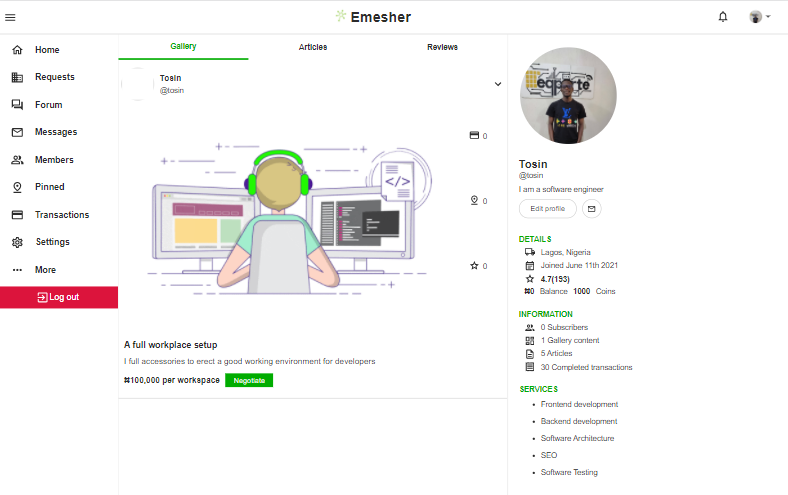 Emesher
Home
Requests
Forum
Messages
Members
Pinned
Transactions
Settings
More
Log out
Gallery
Articles
Reviews
Tosin
@tosin
0
0
0
</>
A full workplace setup
I full accessories to erect a good working environment for developers
₦100,000 per workspace
Negotiate
Tosin
@tosin
I am a software engineer
Edit profile
DETAILS
Lagos, Nigeria
Joined June 11th 2021
4.7(193)
₦0 Balance 1000 Coins
INFORMATION
0 Subscribers
1 Gallery content
5 Articles
30 Completed transactions
SERVICES
Frontend development
Backend development
Software Architecture
SEO
Software Testing